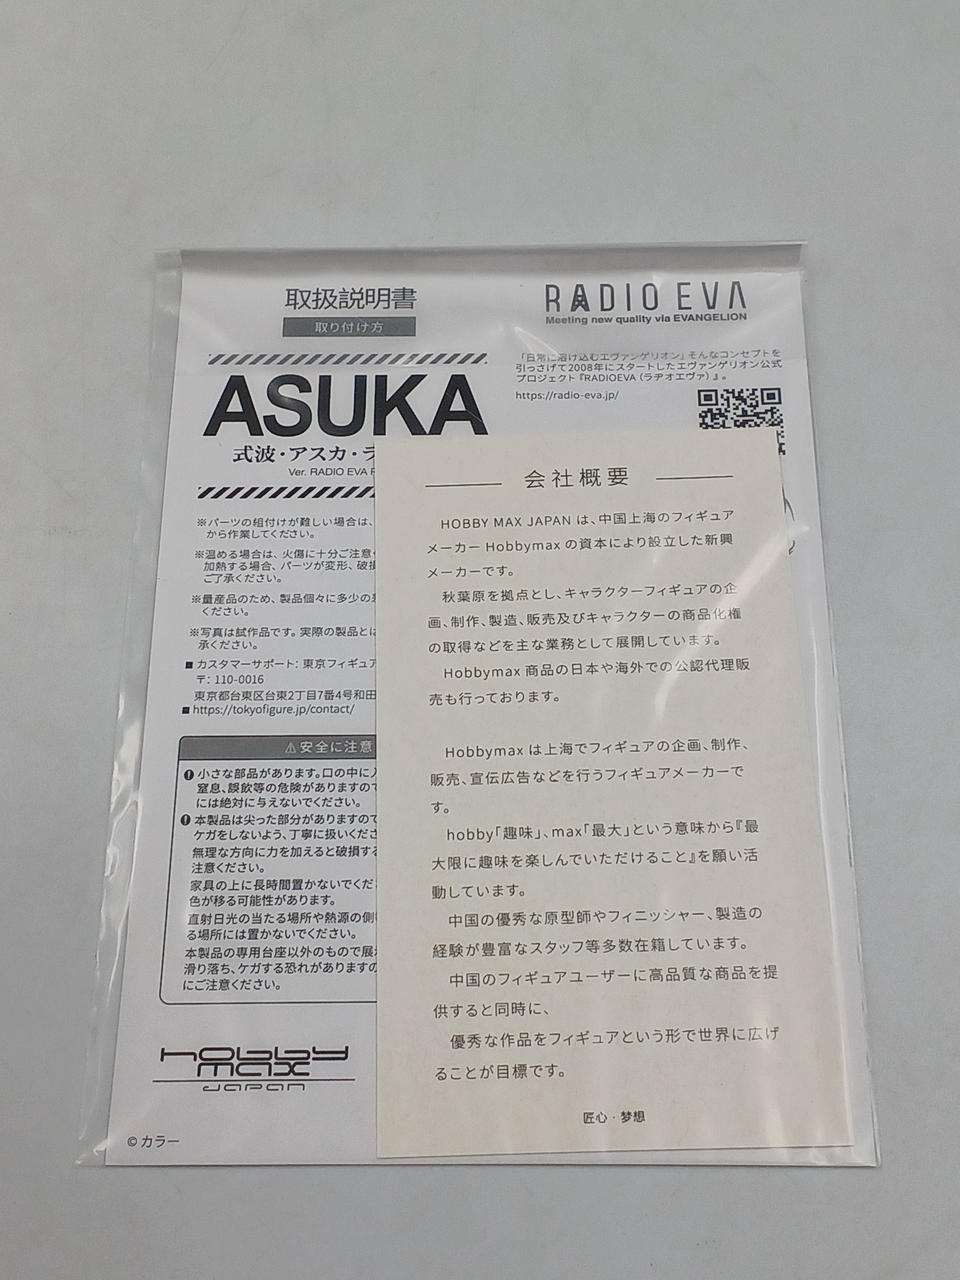 取扱説明書
取り付け方
RADIO EVA
Meeting new quality via EVANGELION
「日常に溶け込むエヴァンゲリオン」そんなコンセプトを
引っさげて2008年にスタートしたエヴァンゲリオン公式
プロジェクト『RADIOEVA（ラヂオエヴァ）』。
https://radio-eva.jp/
ASUKA
式波・アスカ・ラ
Ver. RADIO EVA
※パーツの組付けが難しい場合は、
から作業してください。
※温める場合は、火傷に十分ご注意
加熱する場合、パーツが変形、破損
ご了承ください。
※量産品のため、製品個々に多少の
ください。
※写真は試作品です。実際の製品とは
承ください。
■カスタマーサポート：東京フィギュア
〒：110-0016
東京都台東区台東2丁目7番4号和田
■https://tokyofigure.jp/contact/
⚠安全に注意
小さな部品があります。口の中に入
窒息、誤飲等の危険がありますので
には絶対に与えないでください。
本製品は尖った部分がありますので
ケガをしないよう、丁寧に扱いくださ
無理な方向に力を加えると破損する
注意ください。
家具の上に長時間置かないでくだ
色が移る可能性があります。
直射日光の当たる場所や熱源の側
る場所には置かないでください。
本製品の専用台座以外のもので展
滑り落ち、ケガする恐れがありますの
にご注意ください。
hobby
max
JAPAN
©カラー
会社概要
HOBBY MAX JAPAN は、中国上海のフィギュア
メーカー Hobbymax の資本により設立した新興
メーカーです。
秋葉原を拠点とし、キャラクターフィギュアの企
画、制作、製造、販売及びキャラクターの商品化権
の取得などを主な業務として展開しています。
Hobbymax 商品の日本や海外での公認代理販
売も行っております。
Hobbymax は上海でフィギュアの企画、制作、
販売、宣伝広告などを行うフィギュアメーカーで
す。
hobby「趣味」、max「最大」という意味から『最
大限に趣味を楽しんでいただけること』を願い活
動しています。
中国の優秀な原型師やフィニッシャー、製造の
経験が豊富なスタッフ等多数在籍しています。
中国のフィギュアユーザーに高品質な商品を提
供すると同時に、
優秀な作品をフィギュアという形で世界に広げ
ることが目標です。
匠心・梦想